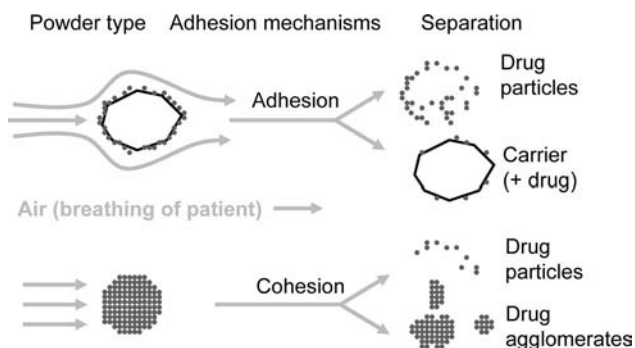 Powder type Adhesion mechanisms Separation
Drug
particles
Adhesion
Carrier
(+ drug)
Air (breathing of patient)
Drug
particles
Cohesion
Drug
agglomerates